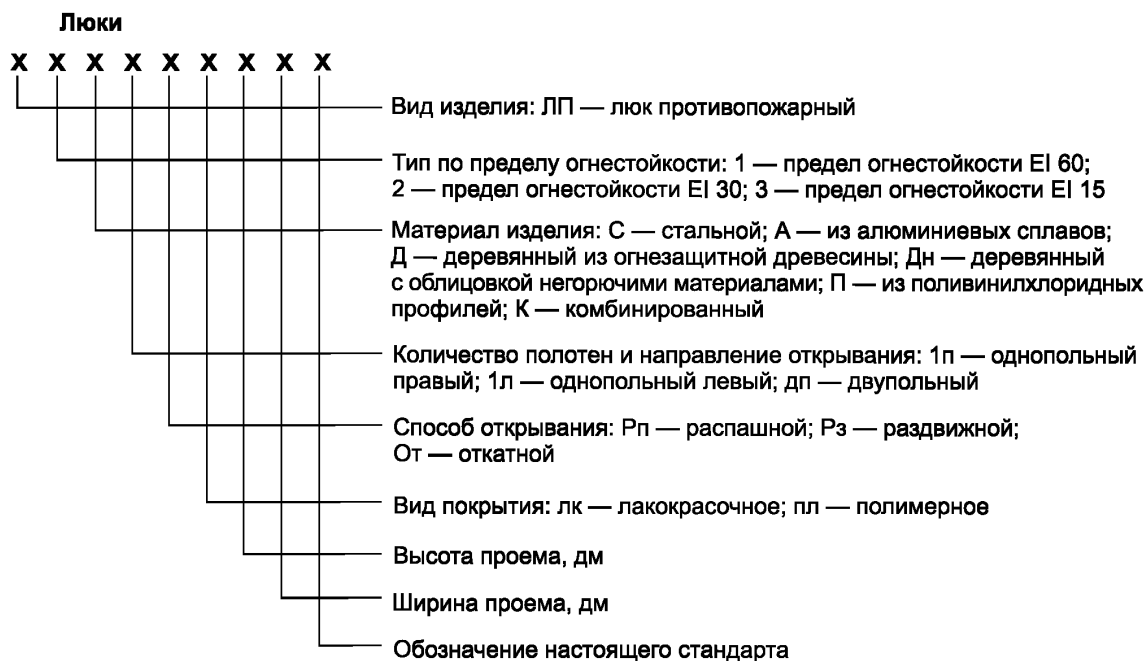 Люки
Х Х Х Х Х Х Х Х Х
Вид изделия: ЛП — люк противопожарный
Тип по пределу огнестойкости: 1 — предел огнестойкости EI 60;
2 — предел огнестойкости EI 30; 3 — предел огнестойкости EI 15
Материал изделия: С — стальной; А — из алюминиевых сплавов;
Д — деревянный из огнезащитной древесины; Дн — деревянный
с облицовкой негорючими материалами; П — из поливинилхлоридных
профилей; К — комбинированный
Количество полотен и направление открывания: 1п — однопольный
правый; 1л — однопольный левый; дп — двупольный
Способ открывания: Рп — распашной; Рз — раздвижной;
От — откатной
Вид покрытия: лк — лакокрасочное; пл — полимерное
Высота проема, дм
Ширина проема, дм
Обозначение настоящего стандарта